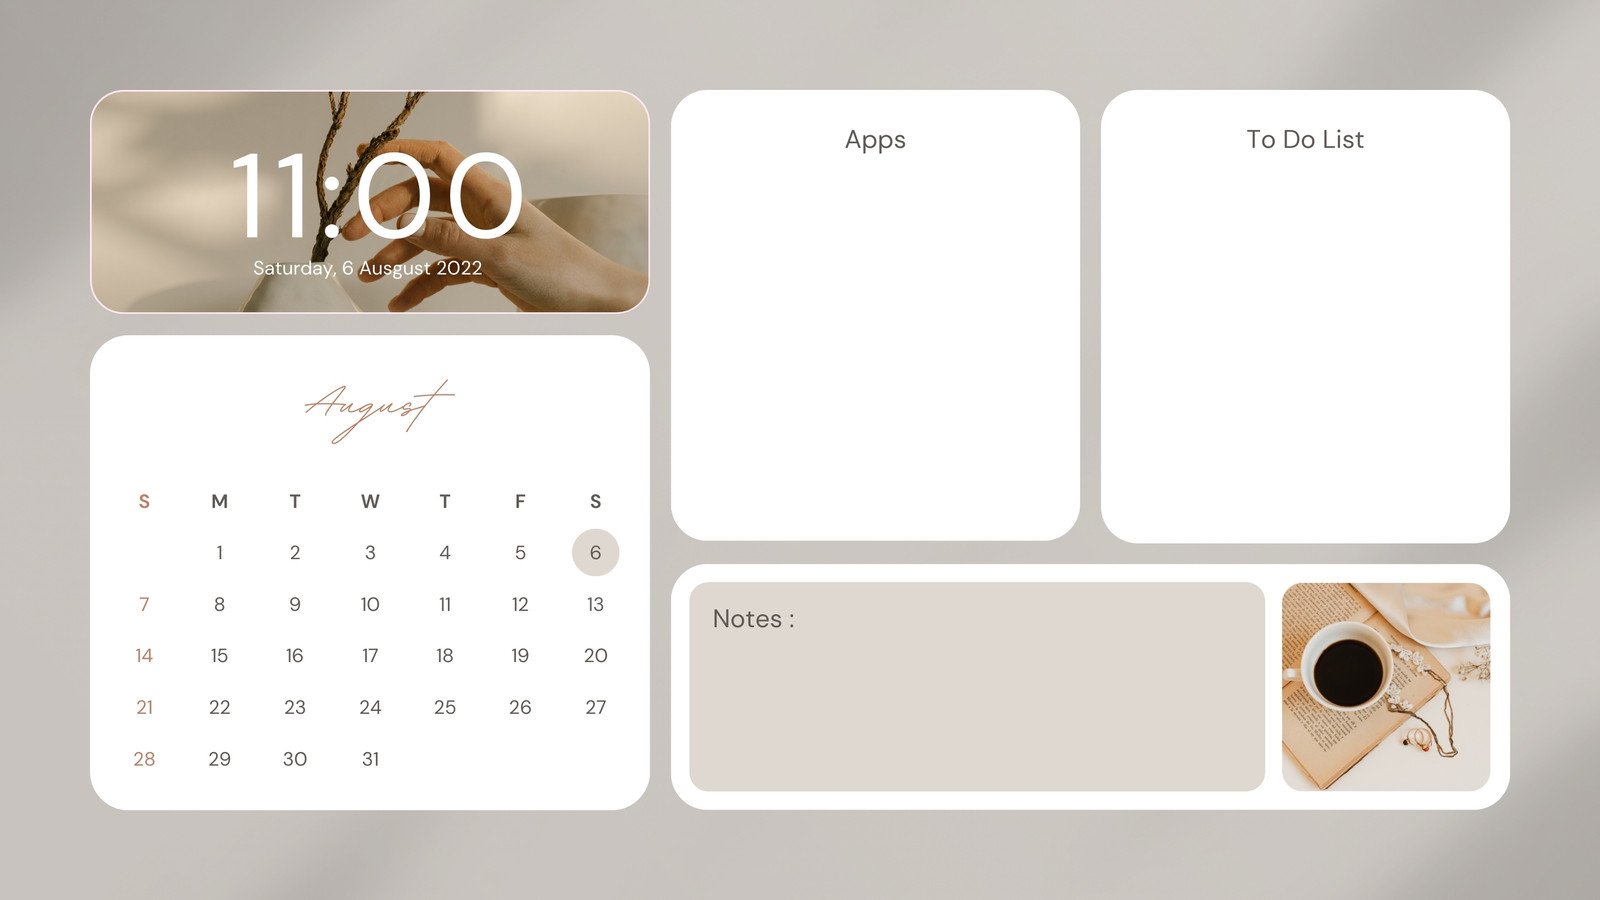 11:00
Saturday, 6 Ausgust 2022
August
S M T W T F S
1 2 3 4 5 6
7 8 9 10 11 12 13
14 15 16 17 18 19 20
21 22 23 24 25 26 27
28 29 30 31
Apps
To Do List
Notes :